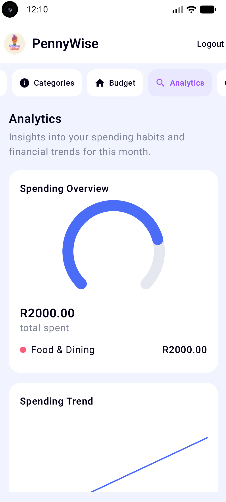 12:10
PennyWise
Logout
Categories
Budget
Analytics
Analytics
Insights into your spending habits and
financial trends for this month.
Spending Overview
R2000.00
total spent
Food & Dining
R2000.00
Spending Trend